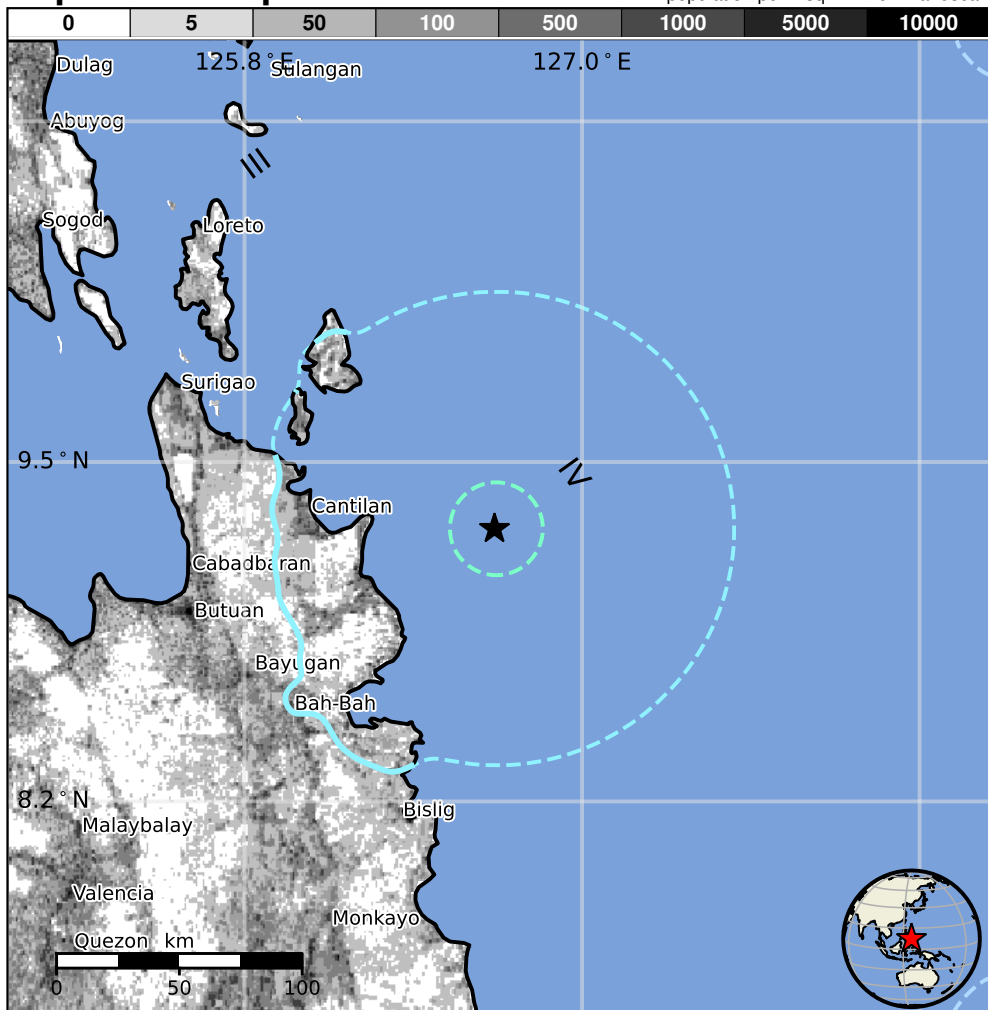 0 5 50 100 500 1000 5000 10000
125.8°E
127.0°E
Dulag
Sulangan
Abuyog
III
Sogod
Loreto
Surigao
9.5°N
IV
Cantilan
Cabadbaran
Butuan
Bayugan
Bah-Bah
8.2°N
Bislig
Malaybalay
Valencia
Monkayo
Quezon
km
0 50 100